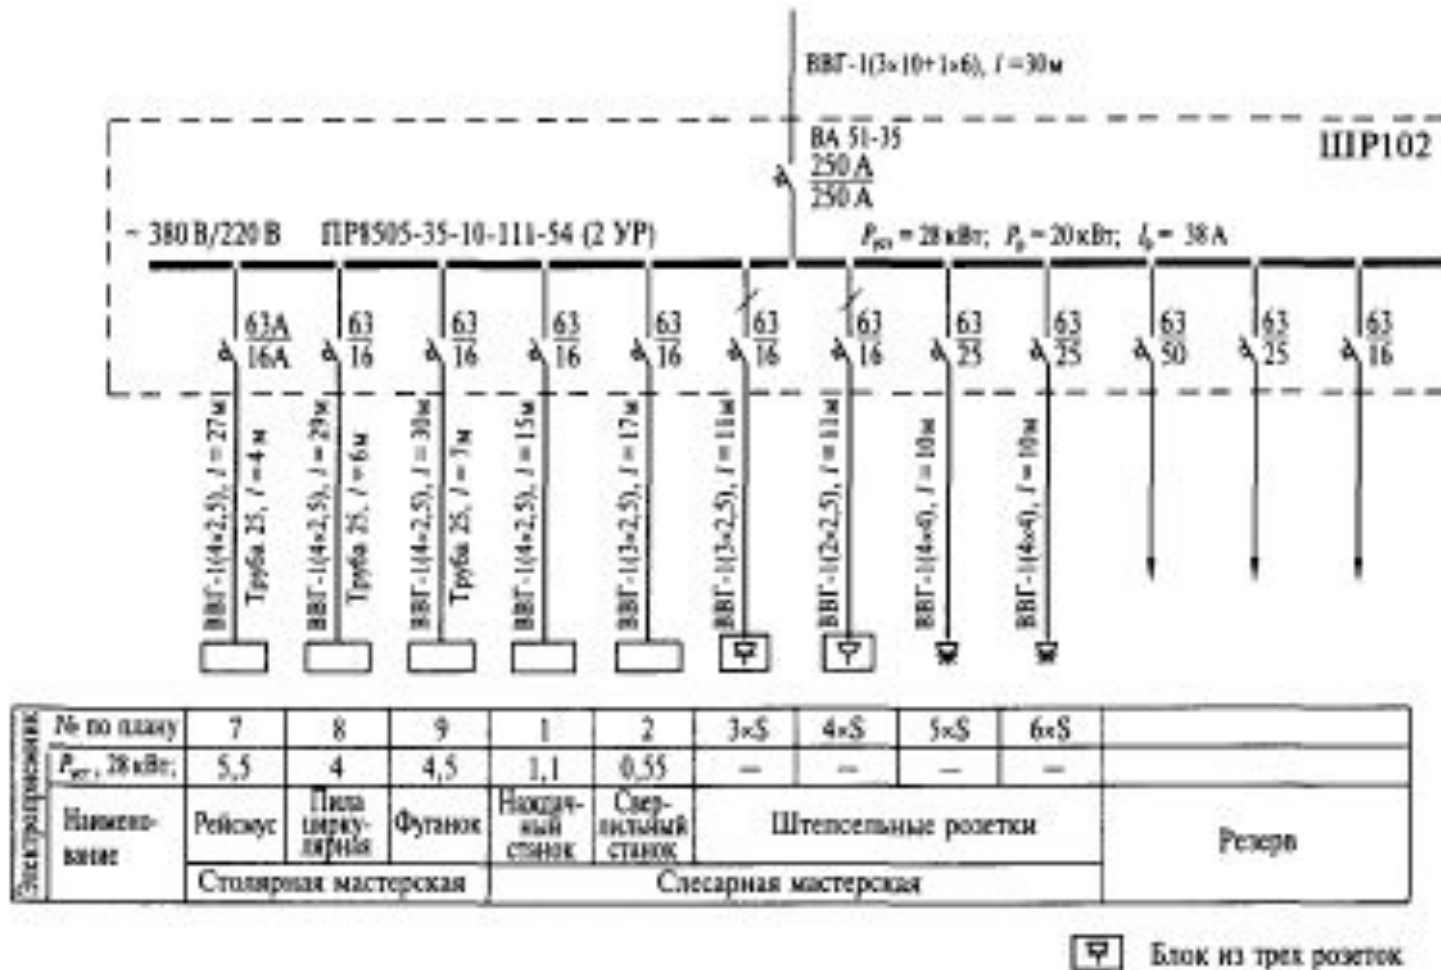 ВВГ-1(3×10+1×6), l = 30 м
ШР102
ВА 51-35
250 А
250 А
~ 380 В/220 В ПР8505-35-10-111-54 (2 УР) Pуст = 28 кВт; Pр = 20 кВт; Iр = 38 А
63А 63 63 63 63 63 63 63 63 63 63 63
16А 16 16 16 16 16 16 25 25 50 25 16
ВВГ-1(4×2,5), l = 27м
Труба 25, l = 4 м
ВВГ-1(4×2,5), l = 29м
Труба 25, l = 6 м
ВВГ-1(4×2,5), l = 30м
Труба 25, l = 7 м
ВВГ-1(4×2,5), l = 15м
ВВГ-1(3×2,5), l = 17м
ВВГ-1(3×2,5), l = 11м
ВВГ-1(2×2,5), l = 11м
ВВГ-1(4×4), l = 10м
ВВГ-1(4×4), l = 10м
Электроприемник
№ по плану 7 8 9 1 2 3×S 4×S 5×S 6×S
Pуст, 28 кВт; 5,5 4 4,5 1,1 0,55 — — — —
Наимено-
вание
Рейсмус
Пила
цирку-
лярная
Фуганок
Наждач-
ный
станок
Свер-
лильный
станок
Штепсельные розетки
Резерв
Столярная мастерская Слесарная мастерская
Блок из трех розеток